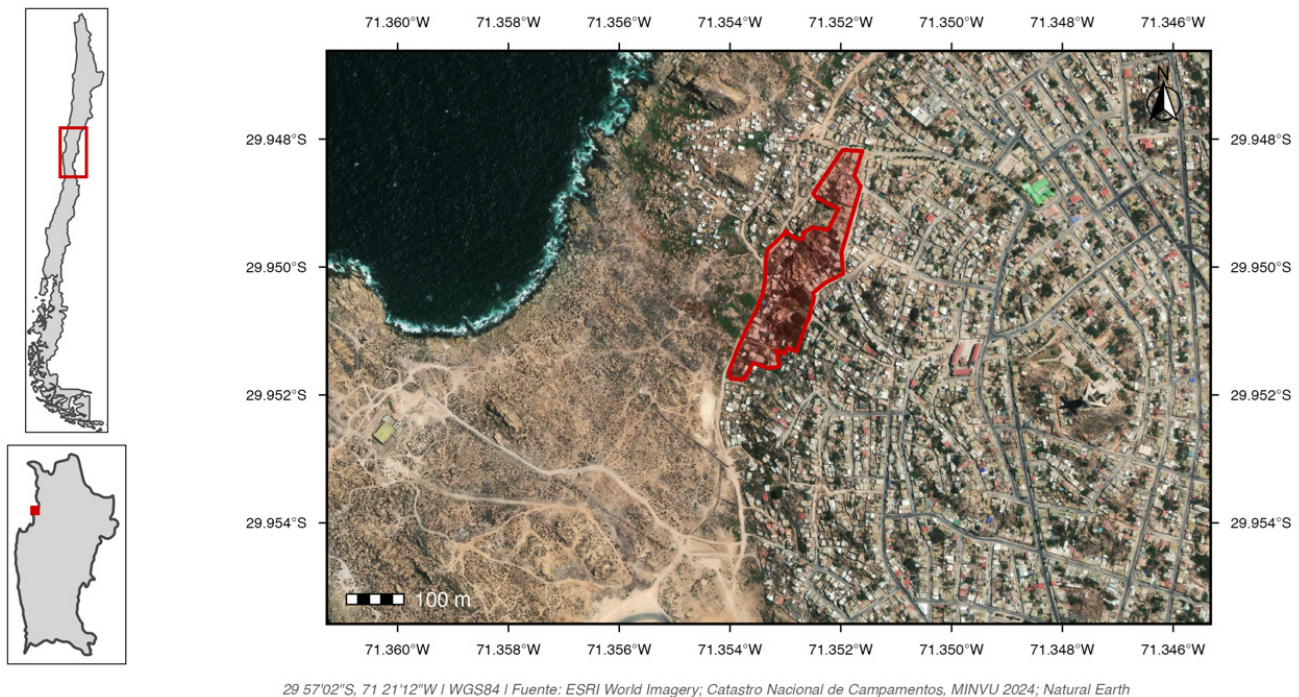 71.360°W 71.358°W 71.356°W 71.354°W 71.352°W 71.350°W 71.348°W 71.346°W
N
29.948°S 29.948°S
29.950°S 29.950°S
29.952°S 29.952°S
29.954°S 29.954°S
100 m
71.360°W 71.358°W 71.356°W 71.354°W 71.352°W 71.350°W 71.348°W 71.346°W
29 57'02"S, 71 21'12"W | WGS84 | Fuente: ESRI World Imagery; Catastro Nacional de Campamentos, MINVU 2024; Natural Earth